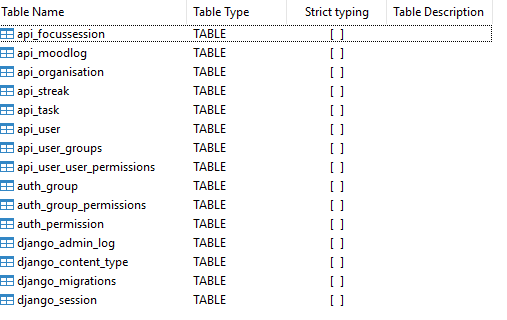 Table Name Table Type Strict typing Table Description
api_focussession TABLE [ ]
api_moodlog TABLE [ ]
api_organisation TABLE [ ]
api_streak TABLE [ ]
api_task TABLE [ ]
api_user TABLE [ ]
api_user_groups TABLE [ ]
api_user_user_permissions TABLE [ ]
auth_group TABLE [ ]
auth_group_permissions TABLE [ ]
auth_permission TABLE [ ]
django_admin_log TABLE [ ]
django_content_type TABLE [ ]
django_migrations TABLE [ ]
django_session TABLE [ ]